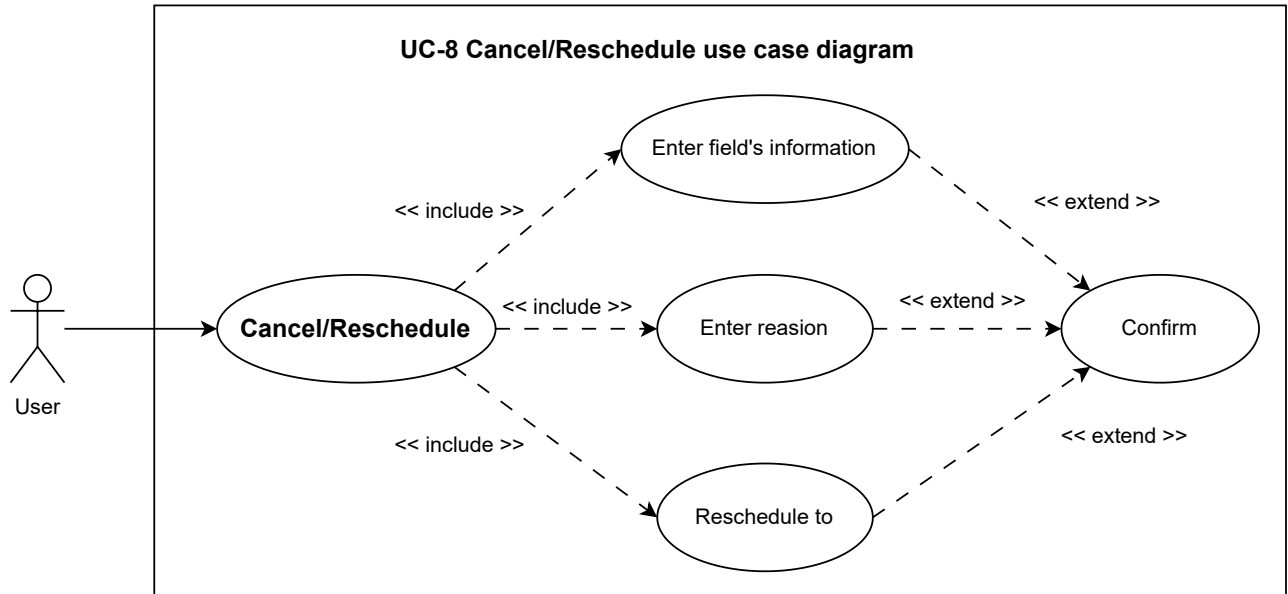 UC-8 Cancel/Reschedule use case diagram
Enter field's information
<< include >>
<< extend >>
<< include >>
<< extend >>
Cancel/Reschedule
Enter reasion
Confirm
User
<< include >>
<< extend >>
Reschedule to